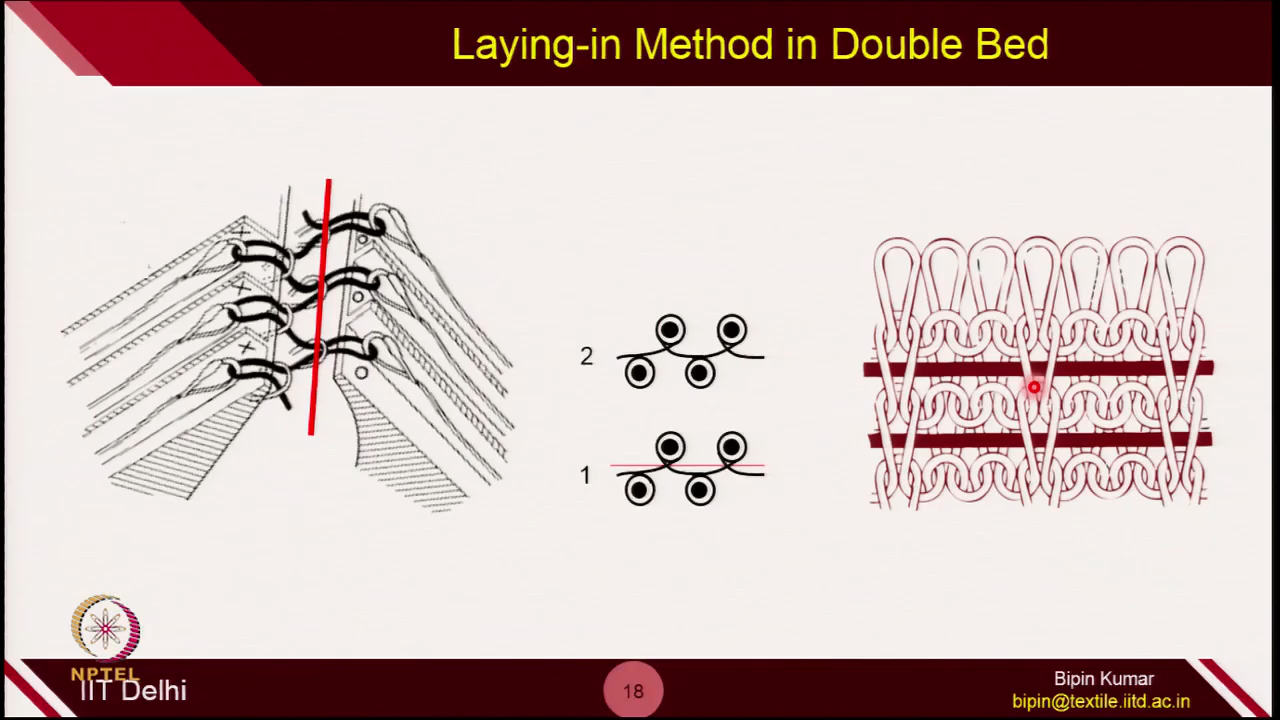 Laying-in Method in Double Bed
2
1
NPTEL
IIT Delhi
18
Bipin Kumar
bipin@textile.iitd.ac.in